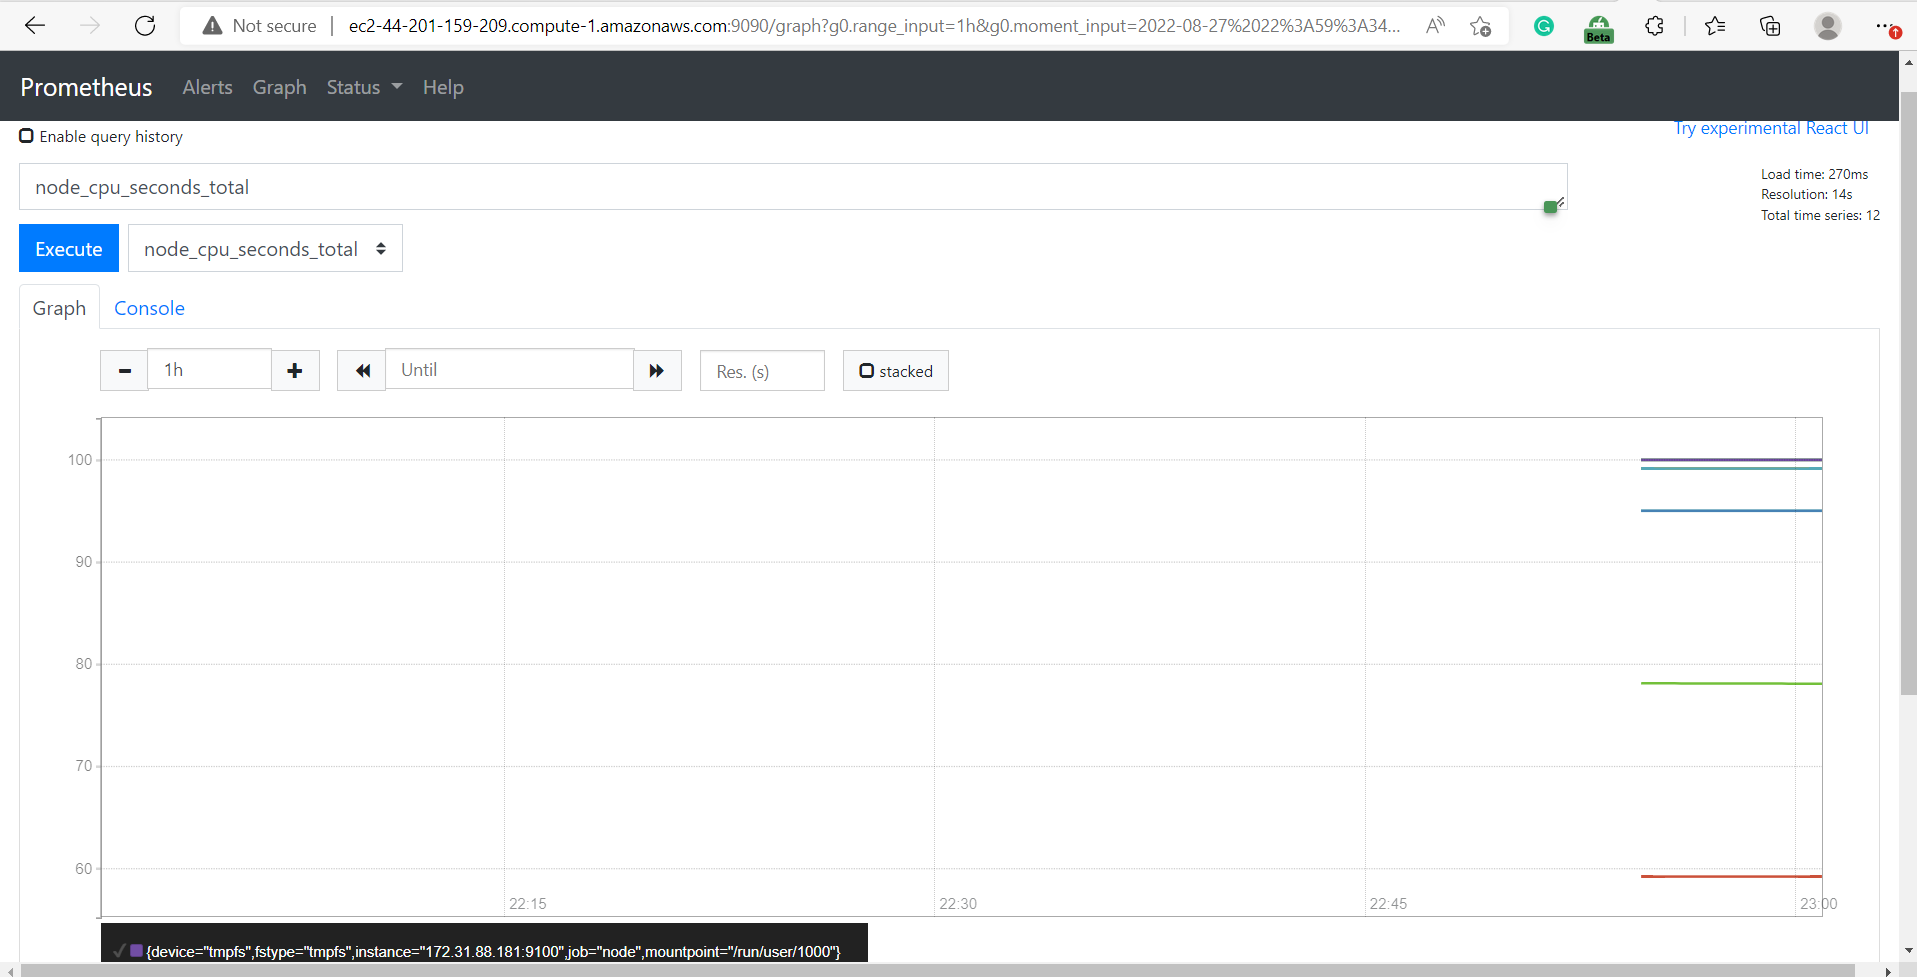 Not secure | ec2-44-201-159-209.compute-1.amazonaws.com:9090/graph?g0.range_input=1h&g0.moment_input=2022-08-27%2022%3A59%3A34...
Beta
Prometheus Alerts Graph Status Help
Enable query history
Try experimental React UI
node_cpu_seconds_total
Load time: 270ms
Resolution: 14s
Total time series: 12
Execute node_cpu_seconds_total
Graph Console
1h Until Res. (s) stacked
100
90
80
70
60
22:15 22:30 22:45 23:00
{device="tmpfs",fstype="tmpfs",instance="172.31.88.181:9100",job="node",mountpoint="/run/user/1000"}